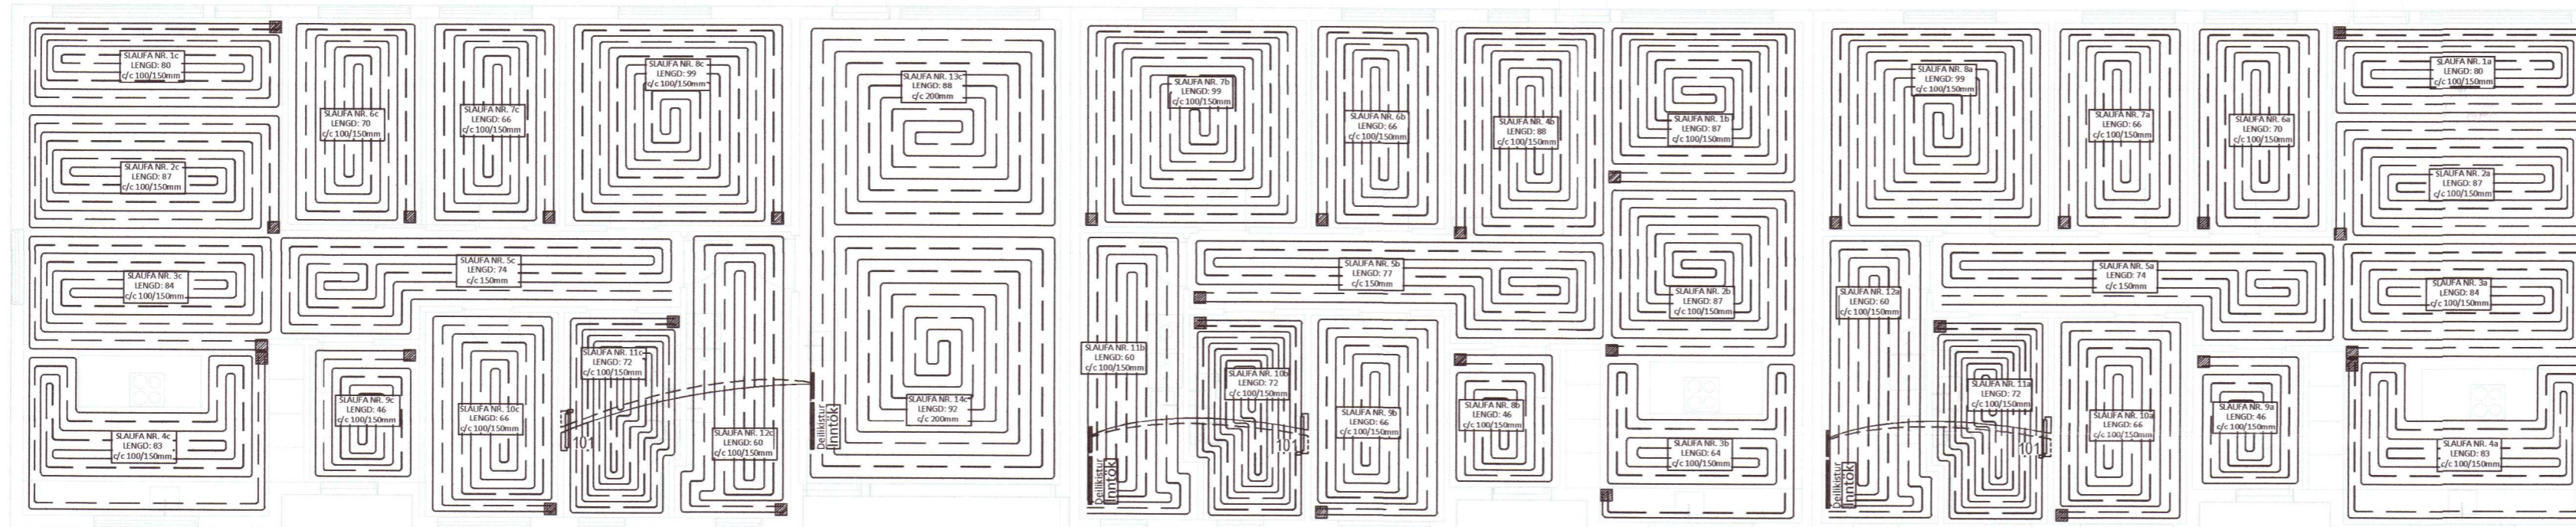 SLAUFA NR. 1c
LENGD: 80
c/c 100/150mm
SLAUFA NR. 2c
LENGD: 87
c/c 100/150mm
SLAUFA NR. 3c
LENGD: 84
c/c 100/150mm
SLAUFA NR. 4c
LENGD: 83
c/c 100/150mm
SLAUFA NR. 6c
LENGD: 70
c/c 100/150mm
SLAUFA NR. 7c
LENGD: 66
c/c 100/150mm
SLAUFA NR. 8c
LENGD: 99
c/c 100/150mm
SLAUFA NR. 5c
LENGD: 74
c/c 150mm
SLAUFA NR. 9c
LENGD: 46
c/c 100/150mm
SLAUFA NR. 10c
LENGD: 66
c/c 100/150mm
SLAUFA NR. 11c
LENGD: 72
c/c 100/150mm
101
SLAUFA NR. 12c
LENGD: 60
c/c 100/150mm
SLAUFA NR. 13c
LENGD: 88
c/c 200mm
SLAUFA NR. 14c
LENGD: 92
c/c 200mm
Deilikistur
Inntök
SLAUFA NR. 7b
LENGD: 99
c/c 100/150mm
SLAUFA NR. 6b
LENGD: 66
c/c 100/150mm
SLAUFA NR. 4b
LENGD: 88
c/c 100/150mm
SLAUFA NR. 1b
LENGD: 87
c/c 100/150mm
SLAUFA NR. 5b
LENGD: 77
c/c 150mm
SLAUFA NR. 2b
LENGD: 87
c/c 100/150mm
SLAUFA NR. 11b
LENGD: 60
c/c 100/150mm
SLAUFA NR. 10b
LENGD: 72
c/c 100/150mm
101
SLAUFA NR. 9b
LENGD: 66
c/c 100/150mm
SLAUFA NR. 8b
LENGD: 46
c/c 100/150mm
SLAUFA NR. 3b
LENGD: 64
c/c 100/150mm
Deilikistur
Inntök
SLAUFA NR. 8a
LENGD: 99
c/c 100/150mm
SLAUFA NR. 7a
LENGD: 66
c/c 100/150mm
SLAUFA NR. 6a
LENGD: 70
c/c 100/150mm
SLAUFA NR. 1a
LENGD: 80
c/c 100/150mm
SLAUFA NR. 2a
LENGD: 87
c/c 100/150mm
SLAUFA NR. 12a
LENGD: 60
c/c 100/150mm
SLAUFA NR. 5a
LENGD: 74
c/c 150mm
SLAUFA NR. 3a
LENGD: 84
c/c 100/150mm
SLAUFA NR. 11a
LENGD: 72
c/c 100/150mm
101
SLAUFA NR. 10a
LENGD: 66
c/c 100/150mm
SLAUFA NR. 9a
LENGD: 46
c/c 100/150mm
SLAUFA NR. 4a
LENGD: 83
c/c 100/150mm
Deilikistur
Inntök